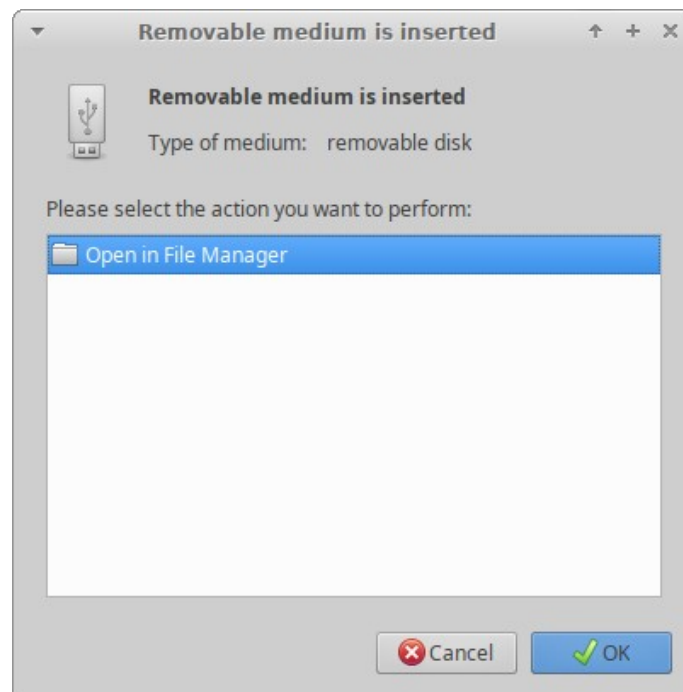 Removable medium is inserted
Removable medium is inserted
Type of medium: removable disk
Please select the action you want to perform:
Open in File Manager
Cancel OK